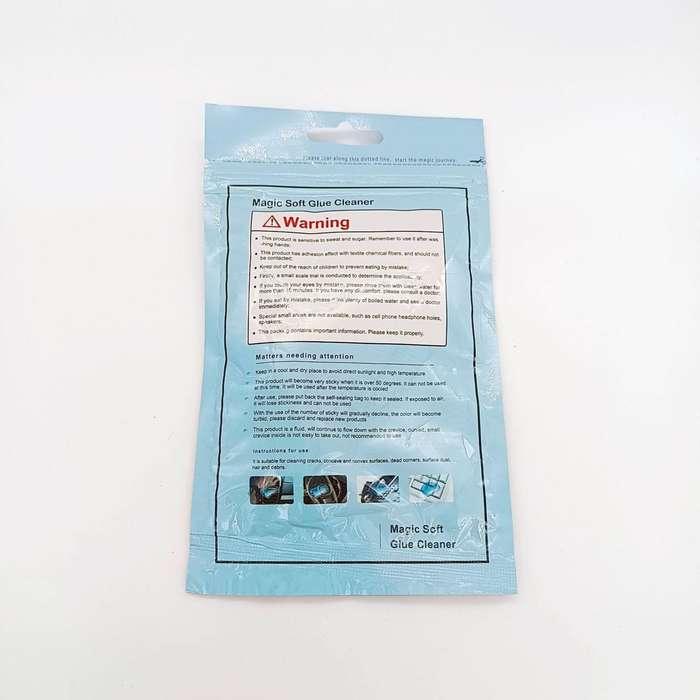 Please tear along this dotted line, start the magic journey.
Magic Soft Glue Cleaner
Warning
This product is sensitive to sweat and sugar. Remember to use it after was
hing hands;
This product has adhesion affect with textile chemical fibers, and should not
be contacted;
Keep out of the reach of children to prevent eating by mistake;
Firstly, a small scale trial is conducted to determine the applicability;
If you touch your eyes by mistake, please rinse them with clean water for
more than 15 minutes. If you have any discomfort, please consult a doctor;
If you eat by mistake, please drink plenty of boiled water and see a doctor
immediately;
Special small areas are not available, such as cell phone headphone holes,
speakers;
This packing contains important information. Please keep it properly.
Matters needing attention
Keep in a cool and dry place to avoid direct sunlight and high temperature
This product will become very sticky when it is over 50 degrees. It can not be used
at this time. It will be used after the temperature is cooled
After use, please put back the self-sealing bag to keep it sealed. If exposed to air,
it will lose stickiness and can not be used
With the use of the number of sticky will gradually decline, the color will become
turbid, please discard and replace new products
This product is a fluid, will continue to flow down with the crevice, curved, small
crevice inside is not easy to take out, not recommended to use
Instructions for use
It is suitable for cleaning cracks, concave and convex surfaces, dead corners, surface dust,
hair and debris.
Magic Soft
Glue Cleaner